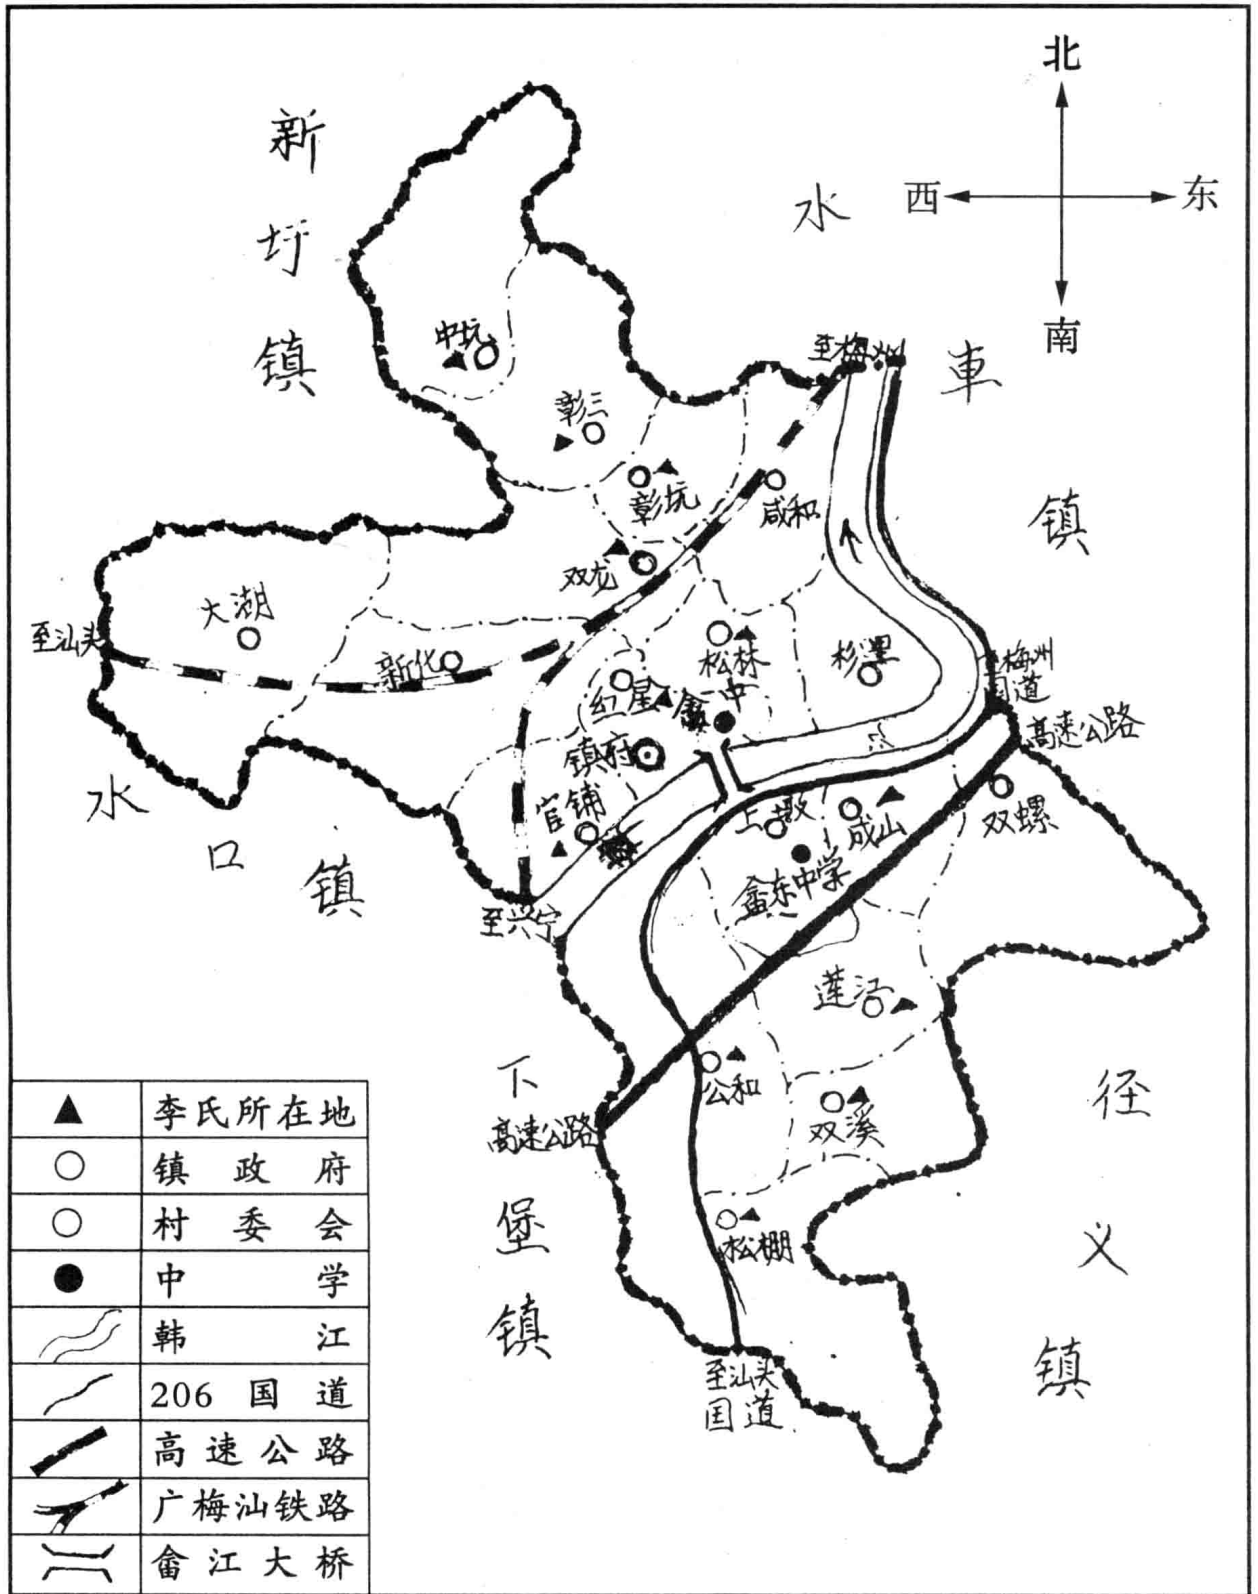 北
西
东
南
新
圩
镇
水
車
镇
至梅州
中坑
彰三
彰坑
咸和
双龙
大湖
至汕头
新化
松林
杉里
红星
畲中
梅州
国道
高速公路
镇府
官铺
上墩
成山
双螺
畲东中学
水
口
镇
至兴宁
莲江
公和
双溪
下
堡
镇
高速公路
径
义
镇
松棚
至汕头
国道
李氏所在地
镇政府
村委会
中学
韩江
206国道
高速公路
广梅汕铁路
畲江大桥